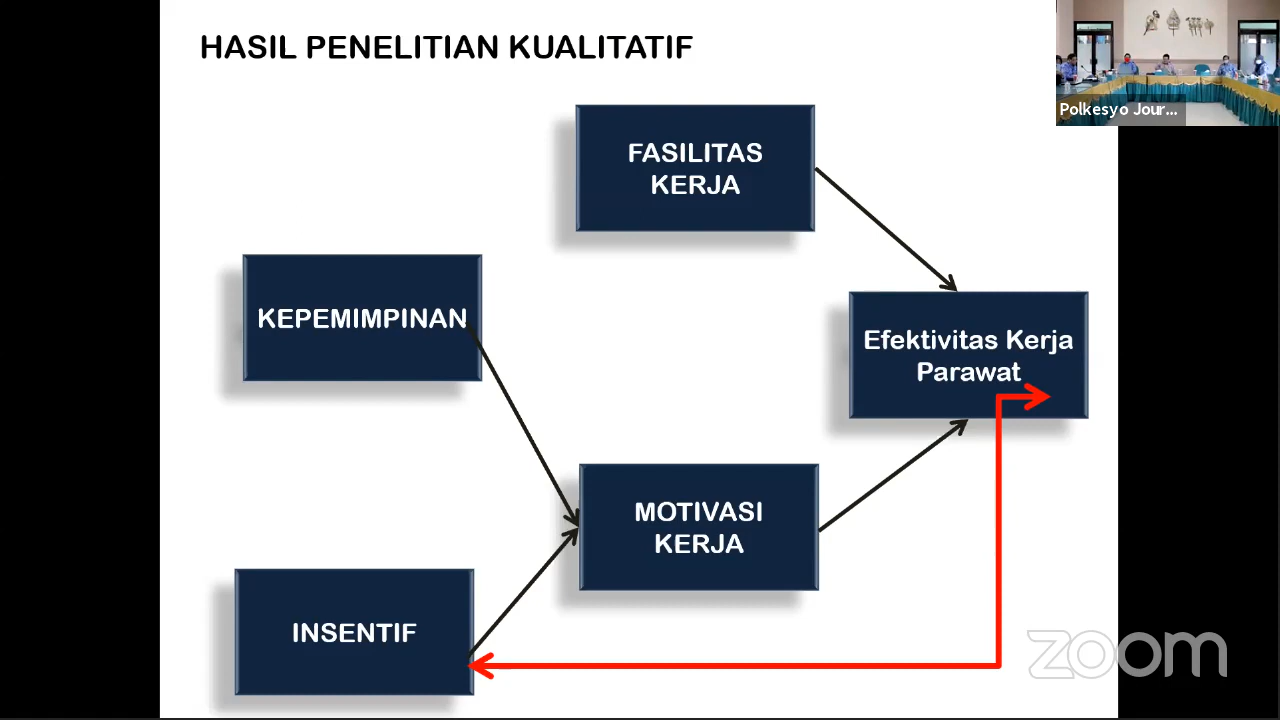 HASIL PENELITIAN KUALITATIF
Polkesyo Jour...
FASILITAS
KERJA
KEPEMIMPINAN
Efektivitas Kerja
Parawat
MOTIVASI
KERJA
INSENTIF
zoom